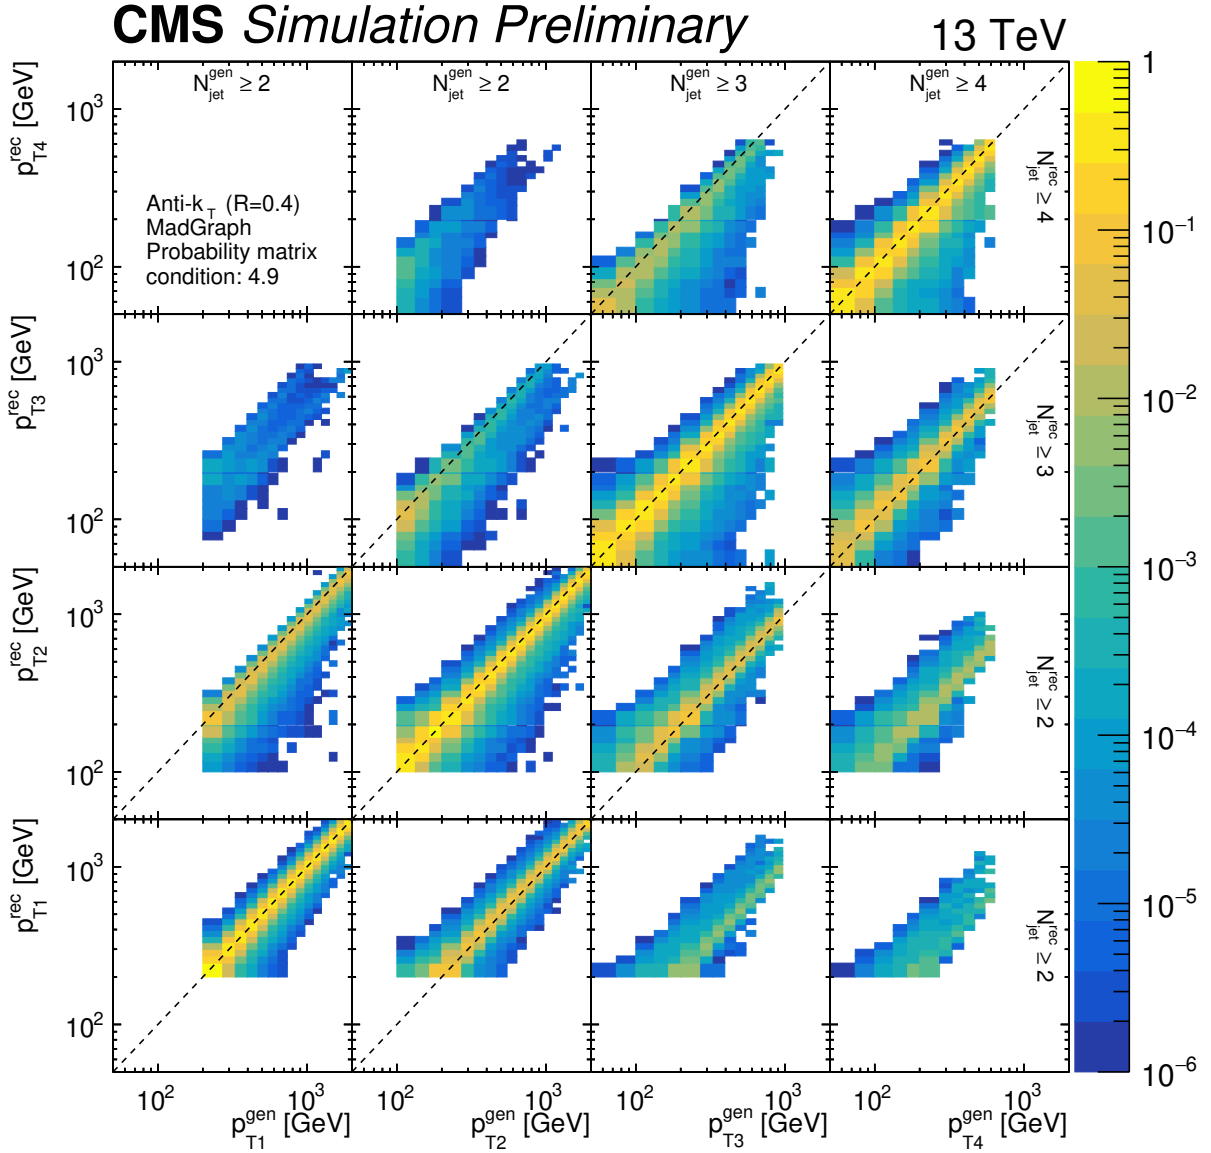 CMS Simulation Preliminary 13 TeV
N_jet^gen ≥ 2 N_jet^gen ≥ 2 N_jet^gen ≥ 3 N_jet^gen ≥ 4
p_T4^rec [GeV]
10^3
10^2
Anti-k_T (R=0.4)
MadGraph
Probability matrix
condition: 4.9
N_jet^rec ≥ 4
p_T3^rec [GeV]
10^3
10^2
N_jet^rec ≥ 3
p_T2^rec [GeV]
10^3
10^2
N_jet^rec ≥ 2
p_T1^rec [GeV]
10^3
10^2
N_jet^rec ≥ 2
10^2 10^3 10^2 10^3 10^2 10^3 10^2 10^3
p_T1^gen [GeV] p_T2^gen [GeV] p_T3^gen [GeV] p_T4^gen [GeV]
1
10^−1
10^−2
10^−3
10^−4
10^−5
10^−6